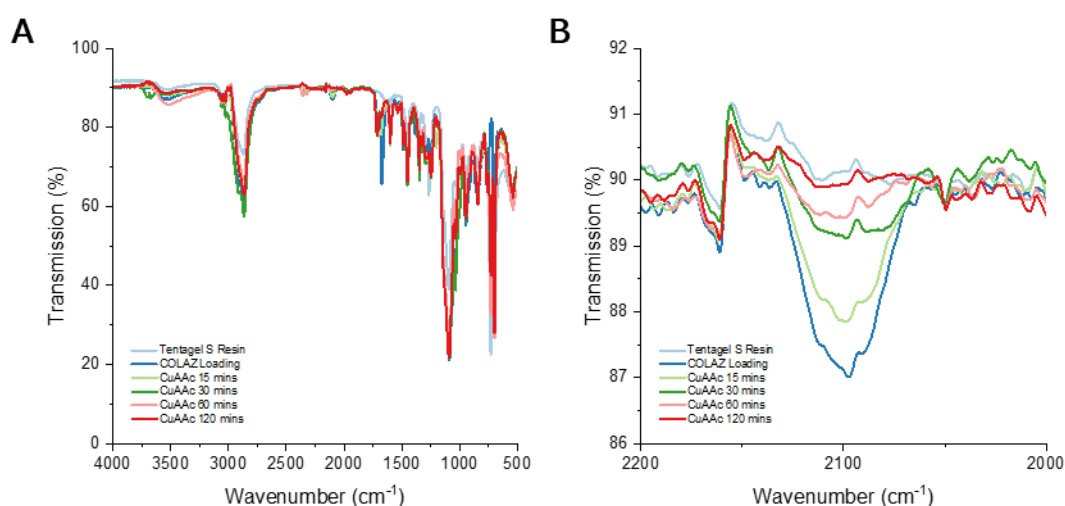 A
100
80
60
40
20
0
Transmission (%)
Tentagel S Resin
COLAZ Loading
CuAAc 15 mins
CuAAc 30 mins
CuAAc 60 mins
CuAAc 120 mins
4000 3000 2500 2000 1500 1000 500
Wavenumber (cm⁻¹)
B
92
91
90
89
88
87
86
Transmission (%)
Tentagel S Resin
COLAZ Loading
CuAAc 15 mins
CuAAc 30 mins
CuAAc 60 mins
CuAAc 120 mins
2200 2100 2000
Wavenumber (cm⁻¹)